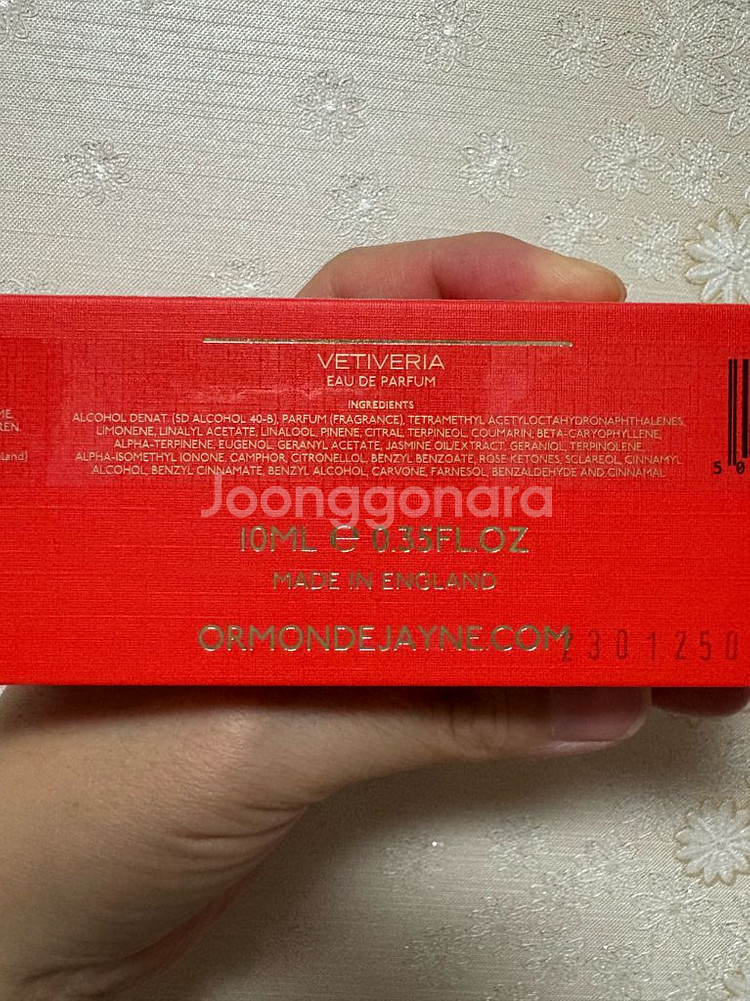 VETIVERIA
EAU DE PARFUM
INGREDIENTS
ALCOHOL DENAT. (SD ALCOHOL 40-B), PARFUM (FRAGRANCE), TETRAMETHYL ACETYLOCTAHYDRONAPHTHALENES,
LIMONENE, LINALYL ACETATE, LINALOOL, PINENE, CITRAL, TERPINEOL, COUMARIN, BETA-CARYOPHYLLENE,
ALPHA-TERPINENE, EUGENOL, GERANYL ACETATE, JASMINE OIL/EXTRACT, GERANIOL, TERPINOLENE,
ALPHA-ISOMETHYL IONONE, CAMPHOR, CITRONELLOL, BENZYL BENZOATE, ROSE KETONES, SCLAREOL, CINNAMYL
ALCOHOL, BENZYL CINNAMATE, BENZYL ALCOHOL, CARVONE, FARNESOL, BENZALDEHYDE AND CINNAMAL
Joonggonara
10ML e 0.35FL.OZ
MADE IN ENGLAND
ORMONDEJAYNE.COM
301250
5 0